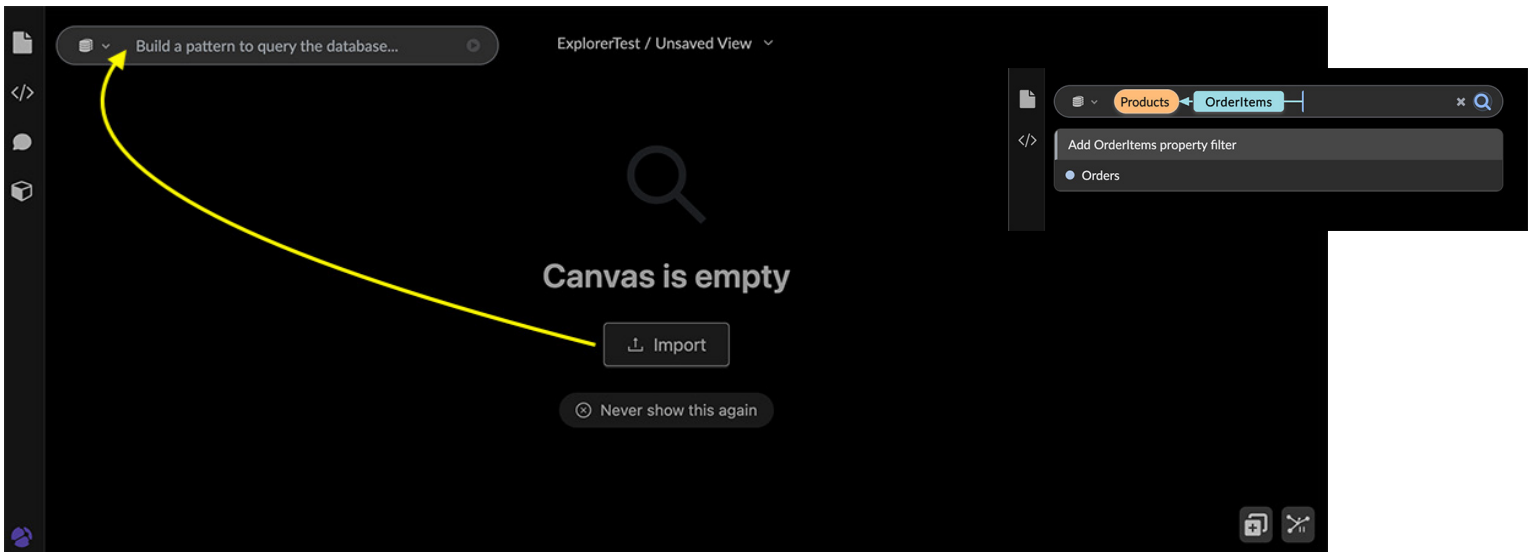 Build a pattern to query the database...
ExplorerTest / Unsaved View
</>
Canvas is empty
Import
Never show this again
Products
OrderItems
</>
Add OrderItems property filter
Orders